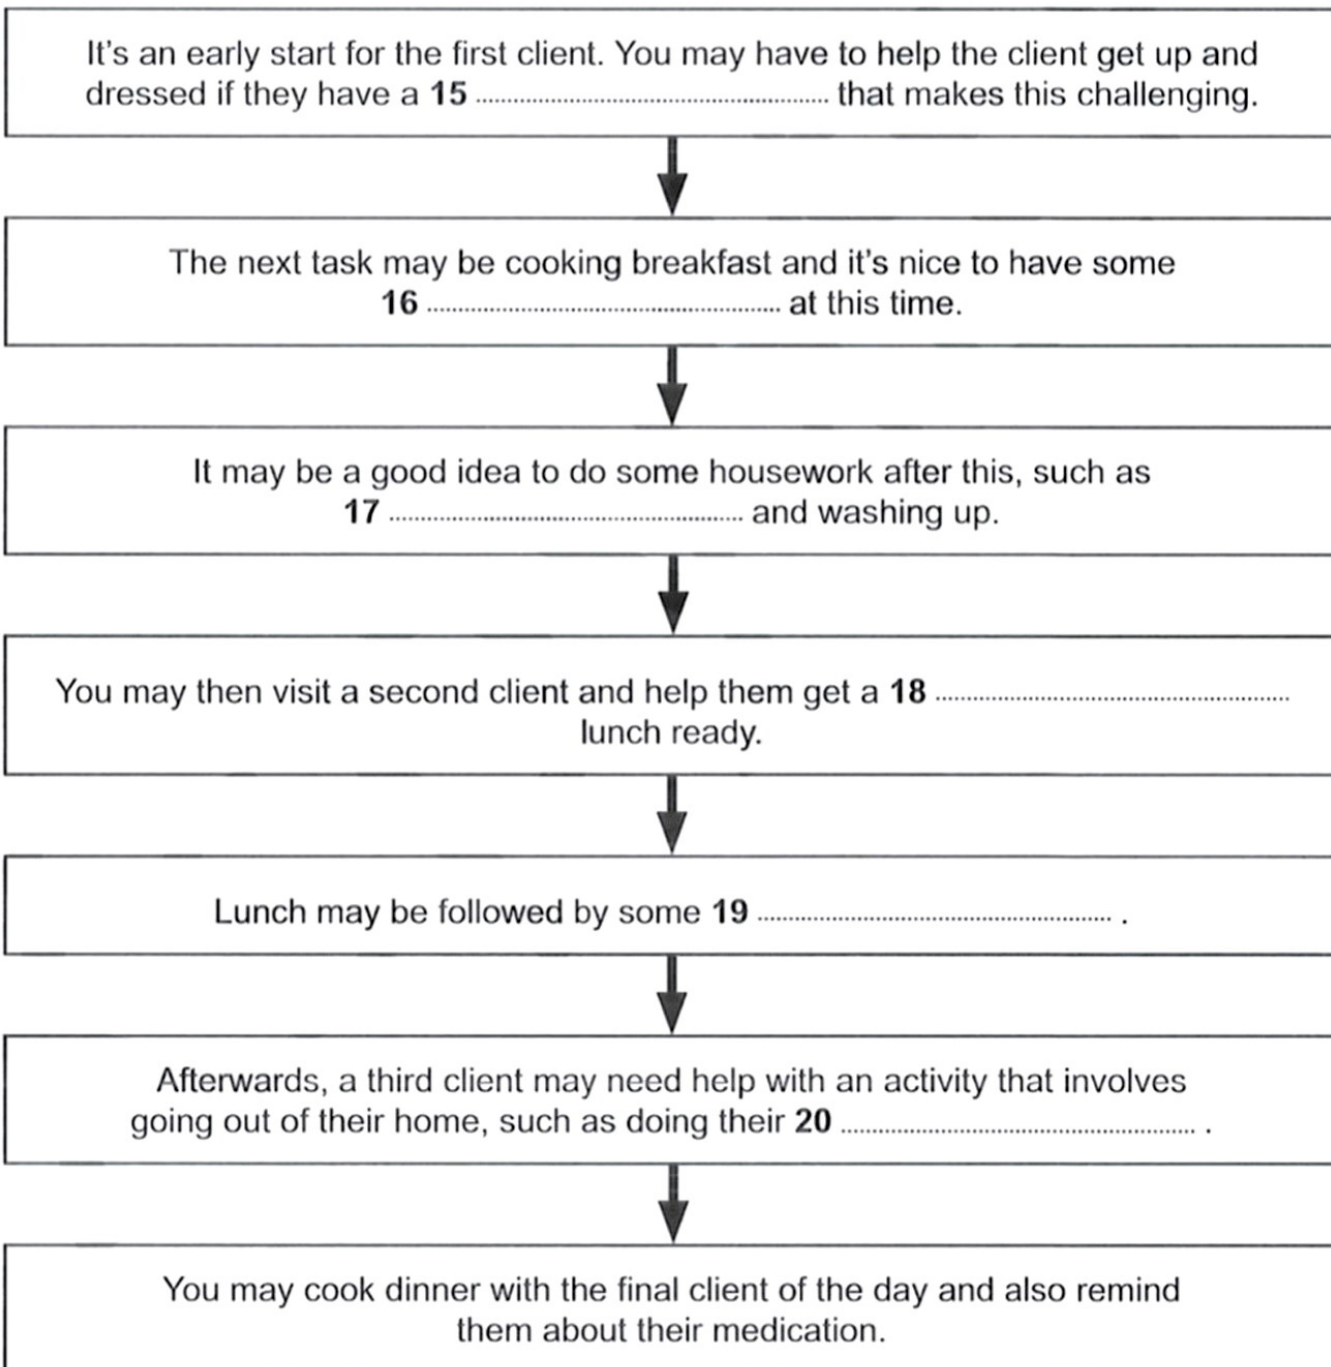 It's an early start for the first client. You may have to help the client get up and
dressed if they have a 15 ................................................ that makes this challenging.
The next task may be cooking breakfast and it's nice to have some
16 ................................................ at this time.
It may be a good idea to do some housework after this, such as
17 ................................................ and washing up.
You may then visit a second client and help them get a 18 ................................................
lunch ready.
Lunch may be followed by some 19 ................................................ .
Afterwards, a third client may need help with an activity that involves
going out of their home, such as doing their 20 ................................................ .
You may cook dinner with the final client of the day and also remind
them about their medication.